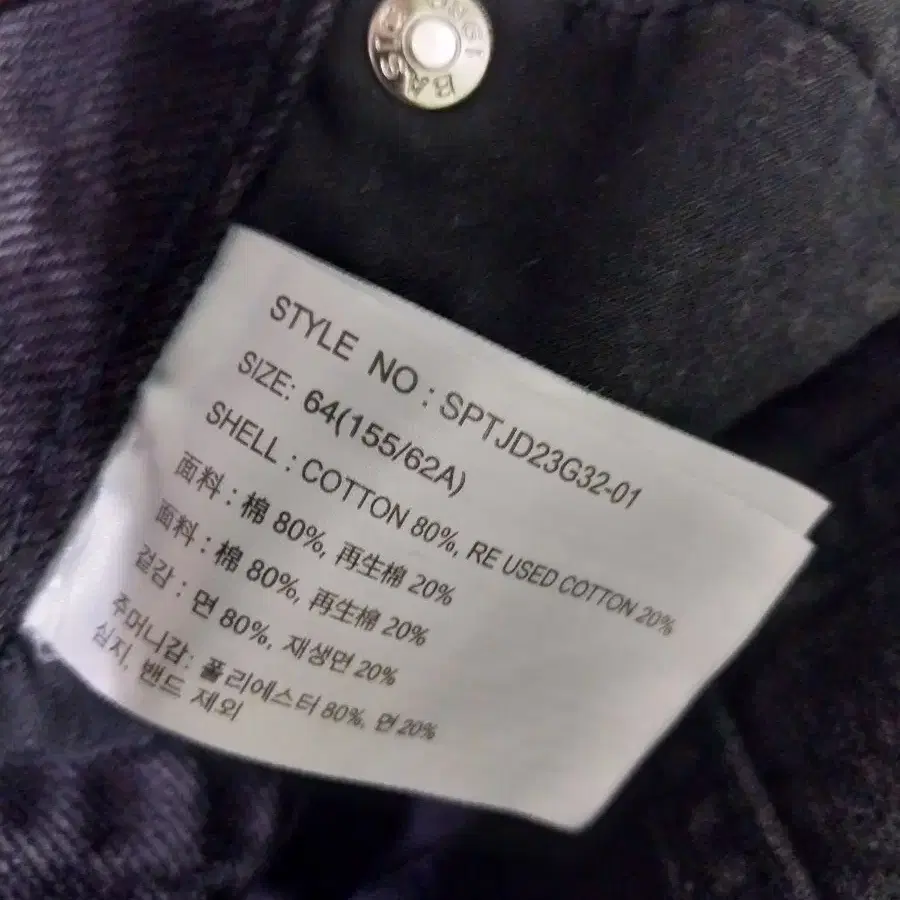 BASIC
STYLE NO : SPTJD23G32-01
SIZE: 64(155/62A)
SHELL : COTTON 80%, RE USED COTTON 20%
面料 : 棉 80%, 再生棉 20%
面料 : 棉 80%, 再生棉 20%
겉감 : 면 80%, 재생면 20%
주머니감: 폴리에스터 80%, 면 20%
심지, 밴드 제외